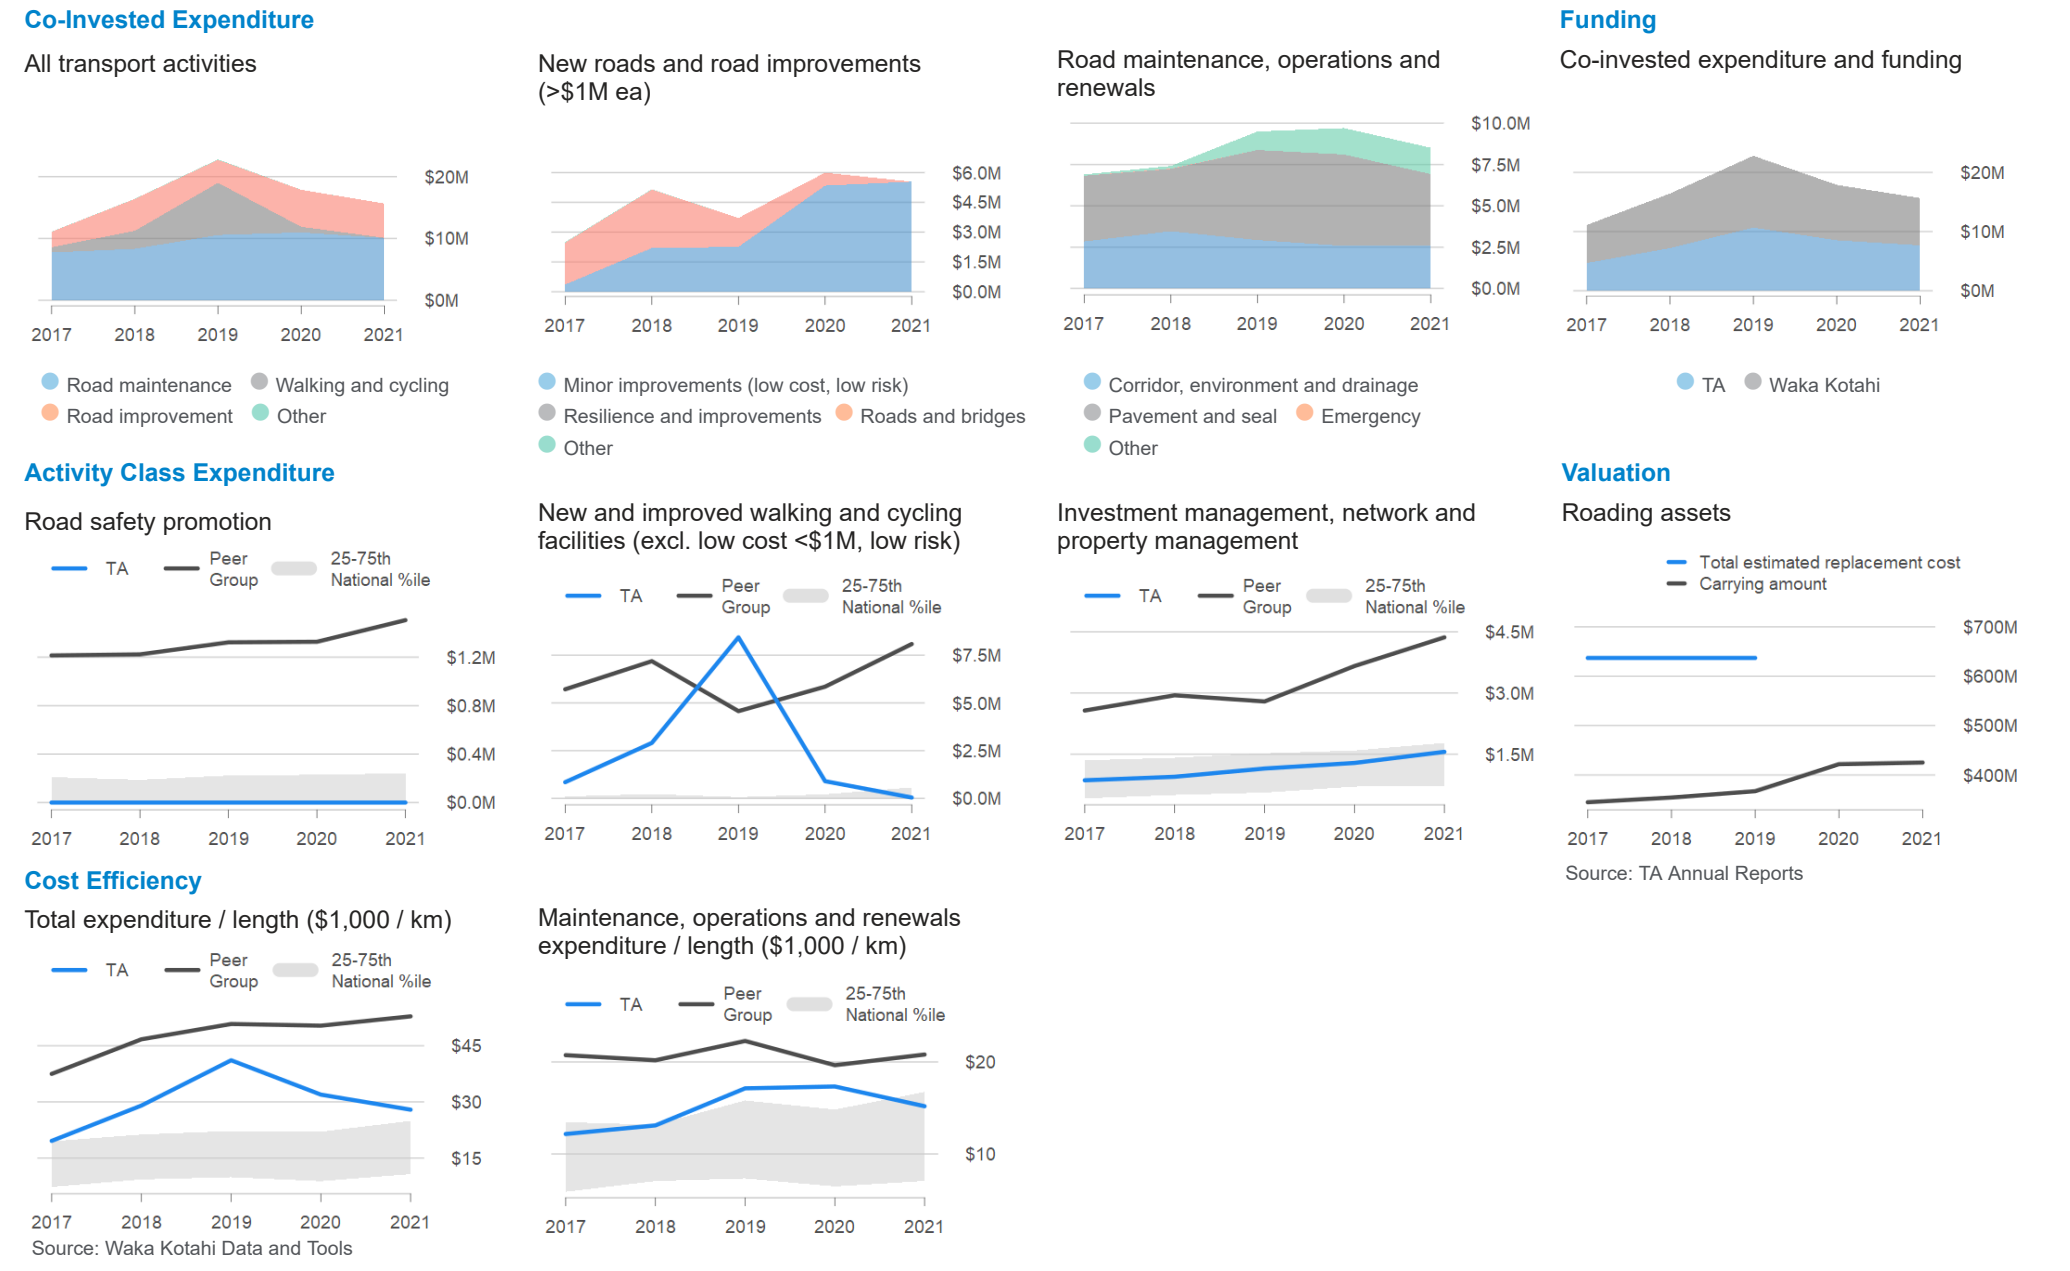 Co-Invested Expenditure
All transport activities
$20M
$10M
$0M
2017 2018 2019 2020 2021
Road maintenance Walking and cycling
Road improvement Other
New roads and road improvements
(>$1M ea)
$6.0M
$4.5M
$3.0M
$1.5M
$0.0M
2017 2018 2019 2020 2021
Minor improvements (low cost, low risk)
Resilience and improvements Roads and bridges
Other
Road maintenance, operations and
renewals
$10.0M
$7.5M
$5.0M
$2.5M
$0.0M
2017 2018 2019 2020 2021
Corridor, environment and drainage
Pavement and seal Emergency
Other
Funding
Co-invested expenditure and funding
$20M
$10M
$0M
2017 2018 2019 2020 2021
TA Waka Kotahi
Activity Class Expenditure
Road safety promotion
TA Peer Group 25-75th National %ile
$1.2M
$0.8M
$0.4M
$0.0M
2017 2018 2019 2020 2021
New and improved walking and cycling
facilities (excl. low cost <$1M, low risk)
TA Peer Group 25-75th National %ile
$7.5M
$5.0M
$2.5M
$0.0M
2017 2018 2019 2020 2021
Investment management, network and
property management
TA Peer Group 25-75th National %ile
$4.5M
$3.0M
$1.5M
2017 2018 2019 2020 2021
Valuation
Roading assets
Total estimated replacement cost
Carrying amount
$700M
$600M
$500M
$400M
2017 2018 2019 2020 2021
Source: TA Annual Reports
Cost Efficiency
Total expenditure / length ($1,000 / km)
TA Peer Group 25-75th National %ile
$45
$30
$15
2017 2018 2019 2020 2021
Source: Waka Kotahi Data and Tools
Maintenance, operations and renewals
expenditure / length ($1,000 / km)
TA Peer Group 25-75th National %ile
$20
$10
2017 2018 2019 2020 2021